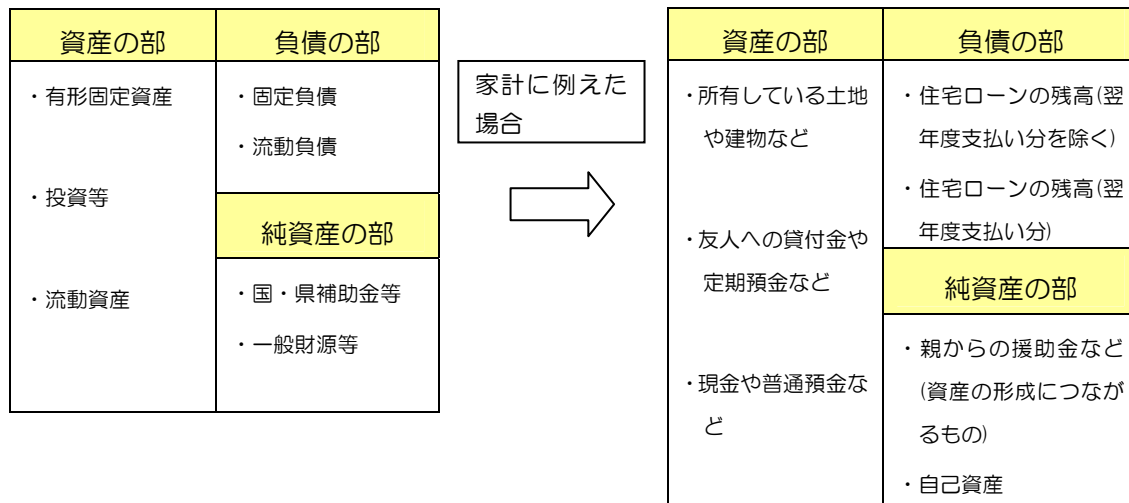 資産の部
負債の部
・有形固定資産
・投資等
・流動資産
・固定負債
・流動負債
純資産の部
・国・県補助金等
・一般財源等
家計に例えた
場合
資産の部
負債の部
・所有している土地
や建物など
・友人への貸付金や
定期預金など
・現金や普通預金な
ど
・住宅ローンの残高(翌
年度支払い分を除く)
・住宅ローンの残高(翌
年度支払い分)
純資産の部
・親からの援助金など
(資産の形成につなが
るもの)
・自己資産